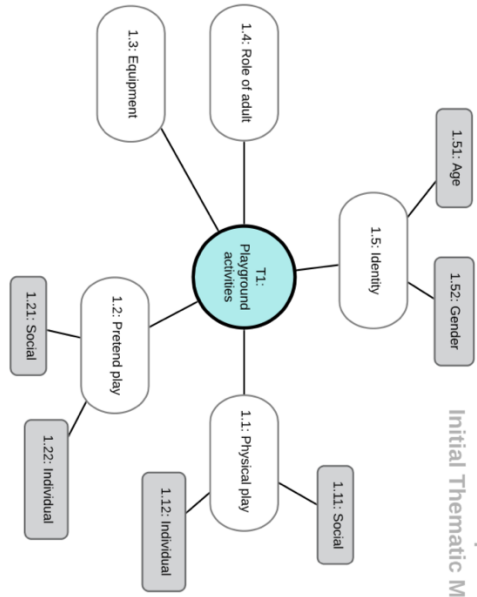 Initial Thematic M
1.51: Age
1.52: Gender
1.5: Identity
1.11: Social
1.4: Role of adult
T1:
Playground
activities
1.1: Physical play
1.12: Individual
1.3: Equipment
1.2: Pretend play
1.21: Social
1.22: Individual